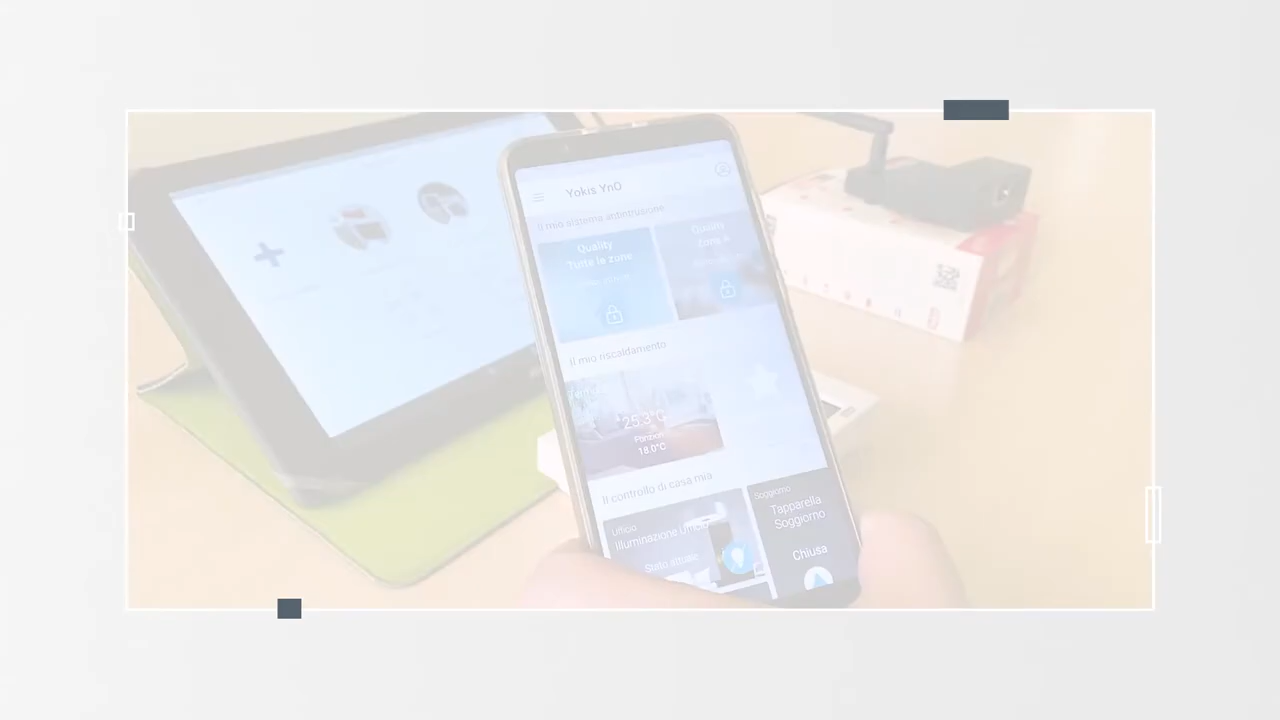 Yokis YnO
Il mio sistema antintrusione
Quality
Tutte le zone
Quality
Il mio riscaldamento
25.3°C
18.0°C
Il controllo di casa mia
Ufficio
Illuminazione
Stato attuale
Soggiorno
Tapparella
Soggiorno
Chiusa